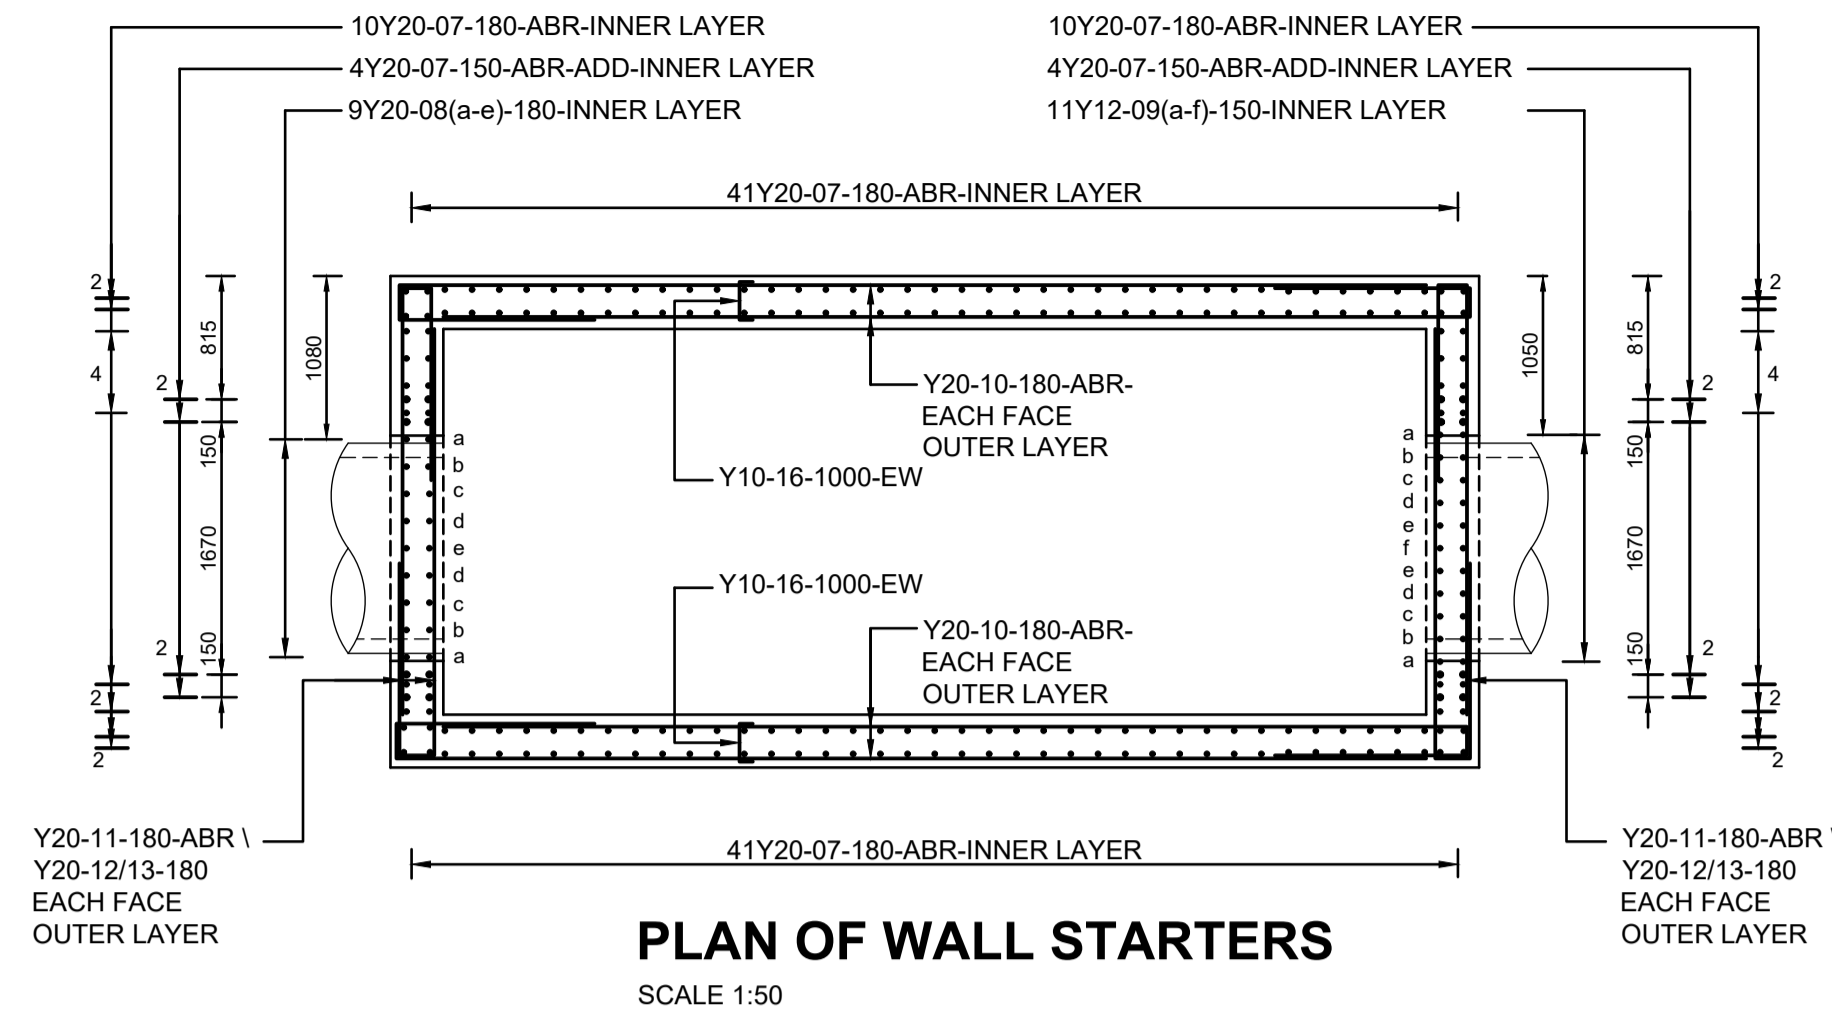 10Y20-07-180-ABR-INNER LAYER
4Y20-07-150-ABR-ADD-INNER LAYER
9Y20-08(a-e)-180-INNER LAYER
10Y20-07-180-ABR-INNER LAYER
4Y20-07-150-ABR-ADD-INNER LAYER
11Y12-09(a-f)-150-INNER LAYER
41Y20-07-180-ABR-INNER LAYER
2
4
2
2
2
2
815
150
1670
150
1080
a
b
c
d
e
d
c
b
a
Y20-10-180-ABR-
EACH FACE
OUTER LAYER
Y10-16-1000-EW
Y10-16-1000-EW
Y20-10-180-ABR-
EACH FACE
OUTER LAYER
a
b
c
d
e
f
e
d
c
b
a
1050
815
150
1670
150
2
2
2
4
2
2
Y20-11-180-ABR \
Y20-12/13-180
EACH FACE
OUTER LAYER
41Y20-07-180-ABR-INNER LAYER
Y20-11-180-ABR \
Y20-12/13-180
EACH FACE
OUTER LAYER
PLAN OF WALL STARTERS
SCALE 1:50